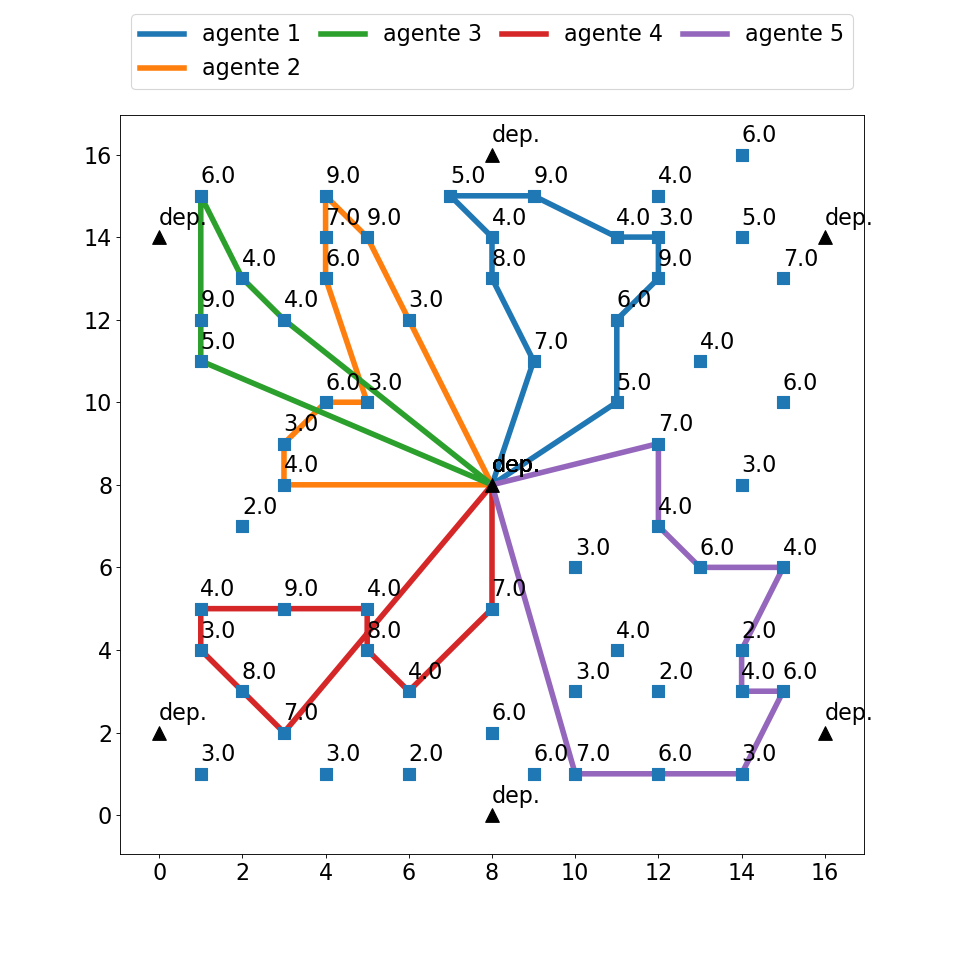 agente 1 agente 3 agente 4 agente 5
agente 2
6.0
dep.
16
6.0 9.0 5.0 9.0 4.0
dep. 7.0 9.0 4.0 4.0 3.0 5.0 dep.
14
4.0 6.0 8.0 9.0 7.0
9.0 4.0 3.0 6.0
12
5.0 7.0 4.0
6.0 3.0 5.0 6.0
10
3.0 7.0
4.0 dep. dep. 3.0
8
2.0 4.0
3.0 6.0 4.0
6
4.0 9.0 4.0 7.0
3.0 8.0 4.0 2.0
4
8.0 4.0 3.0 2.0 4.0 6.0
dep. 7.0 6.0 dep.
2
3.0 3.0 2.0 6.0 7.0 6.0 3.0
dep.
0
0 2 4 6 8 10 12 14 16